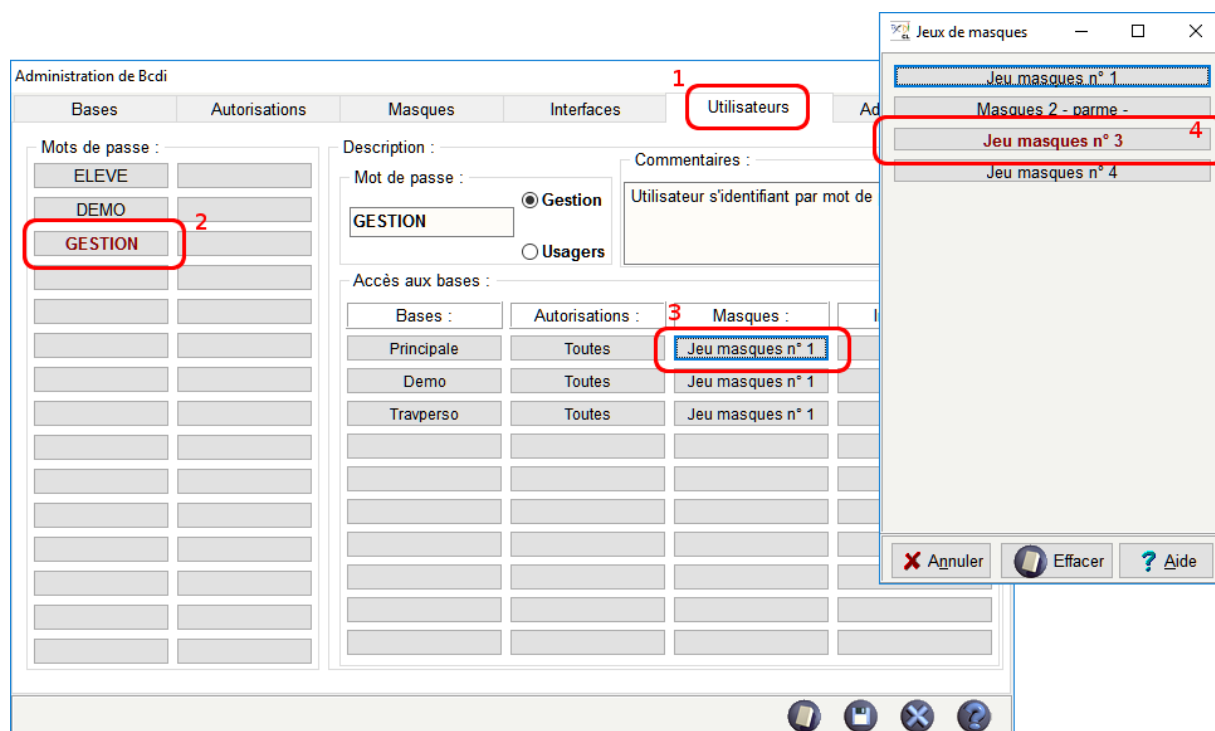 Jeux de masques
Jeu masques n° 1
Masques 2 - parme -
Jeu masques n° 3
4
Jeu masques n° 4
Annuler
Effacer
Aide
Administration de Bcdi
1
Bases
Autorisations
Masques
Interfaces
Utilisateurs
Ad
Mots de passe :
ELEVE
DEMO
2
GESTION
Description :
Mot de passe :
GESTION
Gestion
Usagers
Commentaires :
Utilisateur s'identifiant par mot de
Accès aux bases :
3
Bases :
Autorisations :
Masques :
Principale
Toutes
Jeu masques n° 1
Demo
Toutes
Jeu masques n° 1
Travperso
Toutes
Jeu masques n° 1